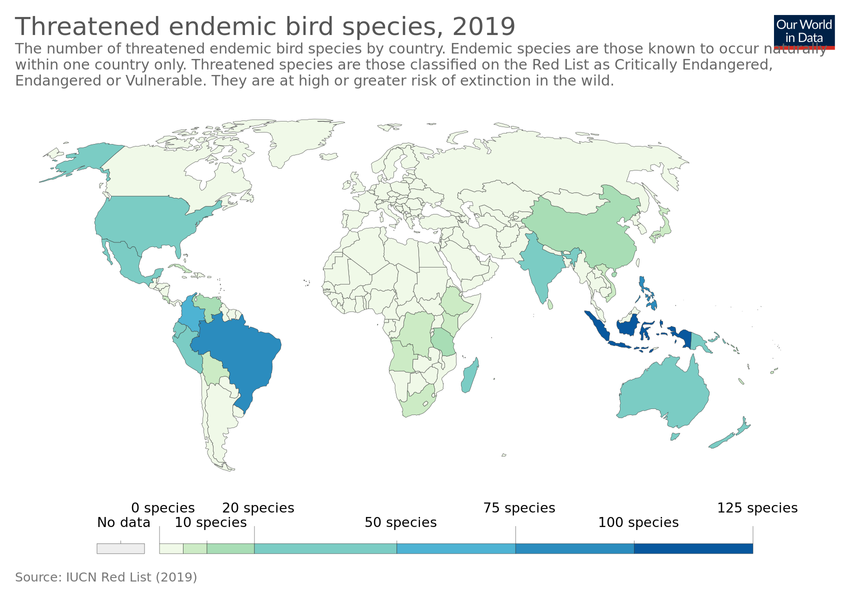 Threatened endemic bird species, 2019
Our World
in Data
The number of threatened endemic bird species by country. Endemic species are those known to occur naturally
within one country only. Threatened species are those classified on the Red List as Critically Endangered,
Endangered or Vulnerable. They are at high or greater risk of extinction in the wild.
0 species 20 species 75 species 125 species
No data 10 species 50 species 100 species
Source: IUCN Red List (2019)